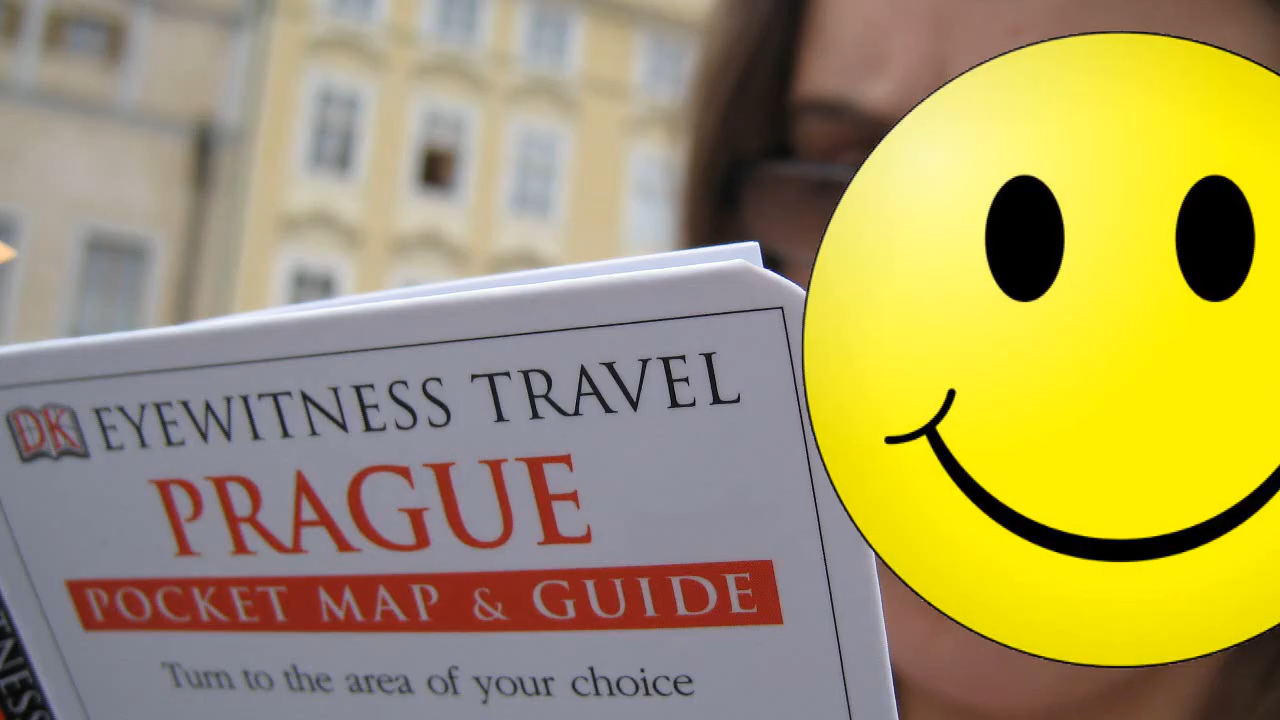 DK EYEWITNESS TRAVEL
PRAGUE
POCKET MAP & GUIDE
Turn to the area of your choice